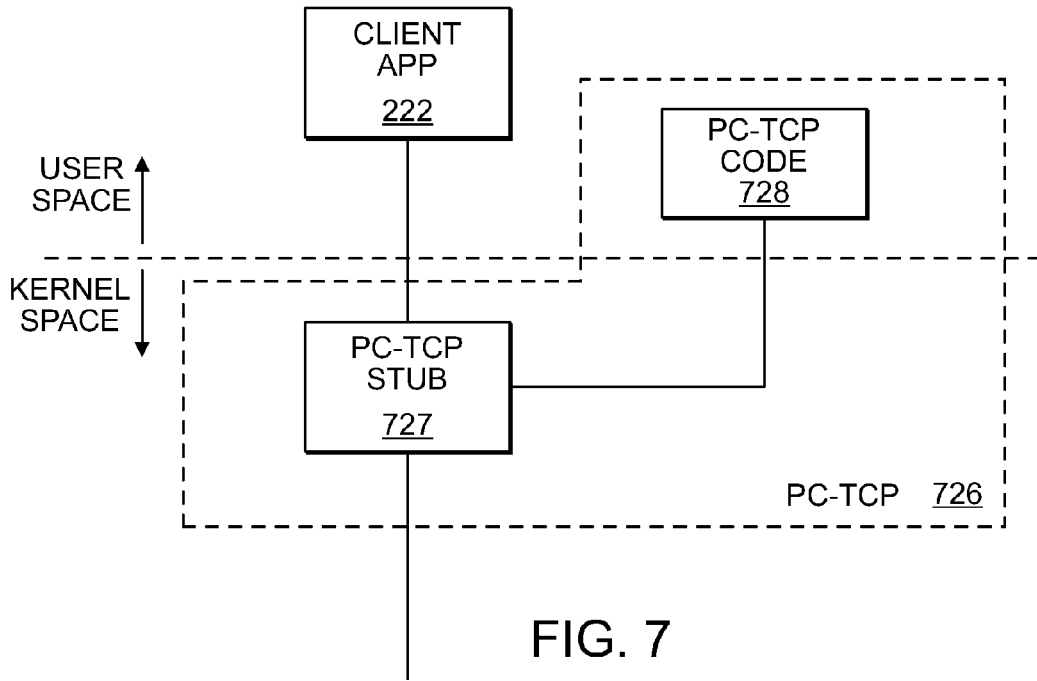 CLIENT
APP
222
PC-TCP
CODE
728
USER
SPACE
KERNEL
SPACE
PC-TCP
STUB
727
PC-TCP 726
FIG. 7